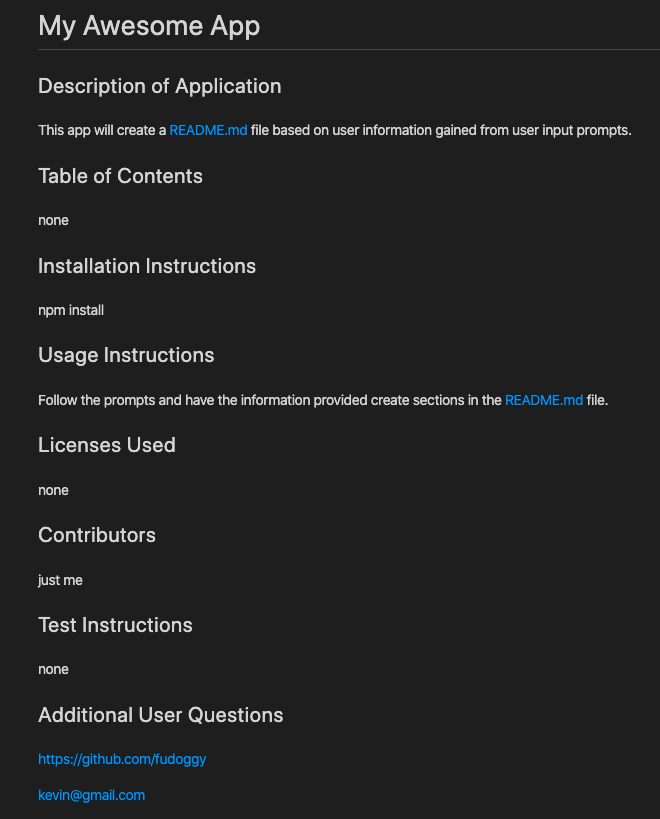 My Awesome App
Description of Application
This app will create a README.md file based on user information gained from user input prompts.
Table of Contents
none
Installation Instructions
npm install
Usage Instructions
Follow the prompts and have the information provided create sections in the README.md file.
Licenses Used
none
Contributors
just me
Test Instructions
none
Additional User Questions
https://github.com/fudoggy
kevin@gmail.com